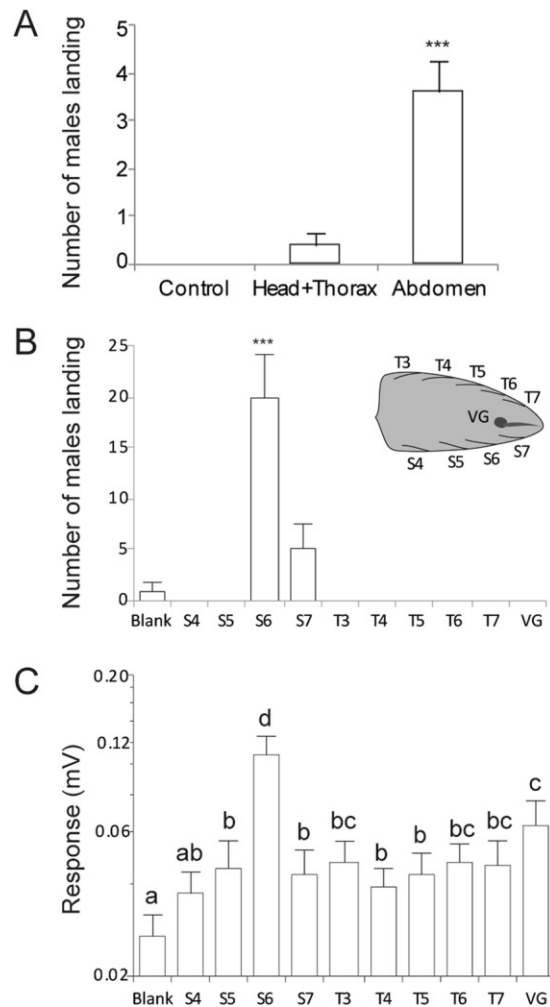 A
Number of males landing
5
4
3
2
1
0
***
Control Head+Thorax Abdomen
B
Number of males landing
25
20
15
10
5
0
***
T3 T4 T5 T6 T7
VG
S4 S5 S6 S7
Blank S4 S5 S6 S7 T3 T4 T5 T6 T7 VG
C
Response (mV)
0.20
0.12
0.06
0.02
a ab b d b bc b b bc bc c
Blank S4 S5 S6 S7 T3 T4 T5 T6 T7 VG